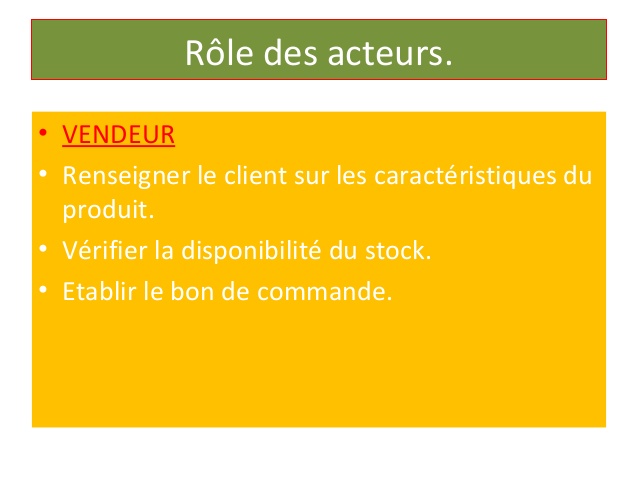 Rôle des acteurs.
• VENDEUR
• Renseigner le client sur les caractéristiques du
produit.
• Vérifier la disponibilité du stock.
• Etablir le bon de commande.